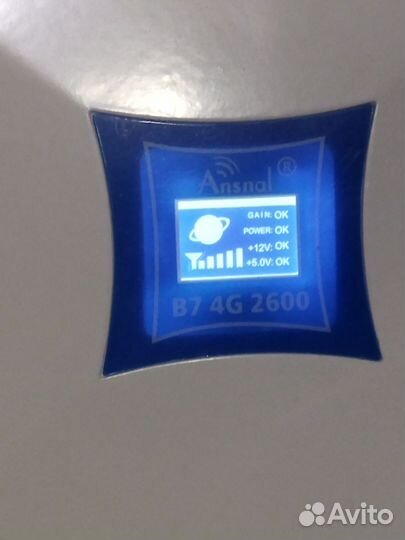 Ansnal ®
GAIN: OK
POWER: OK
+12V: OK
+5.0V: OK
B7 4G 2600
Avito